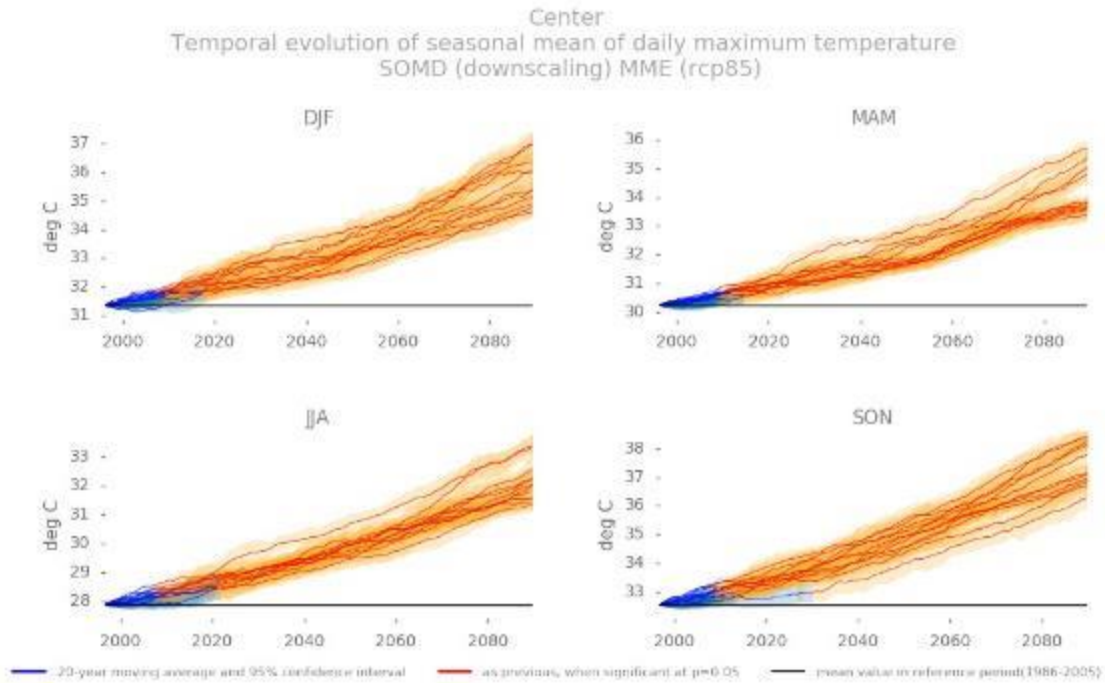 Center
Temporal evolution of seasonal mean of daily maximum temperature
SOMD (downscaling) MME (rcp85)
DJF
37
36
35
34
33
32
31
deg C
2000 2020 2040 2060 2080
MAM
36
35
34
33
32
31
30
deg C
2000 2020 2040 2060 2080
JJA
33
32
31
30
29
28
deg C
2000 2020 2040 2060 2080
SON
38
37
36
35
34
33
deg C
2000 2020 2040 2060 2080
20-year moving average and 95% confidence interval
as previous, when significant at p=0.05
mean value in reference period(1986-2005)